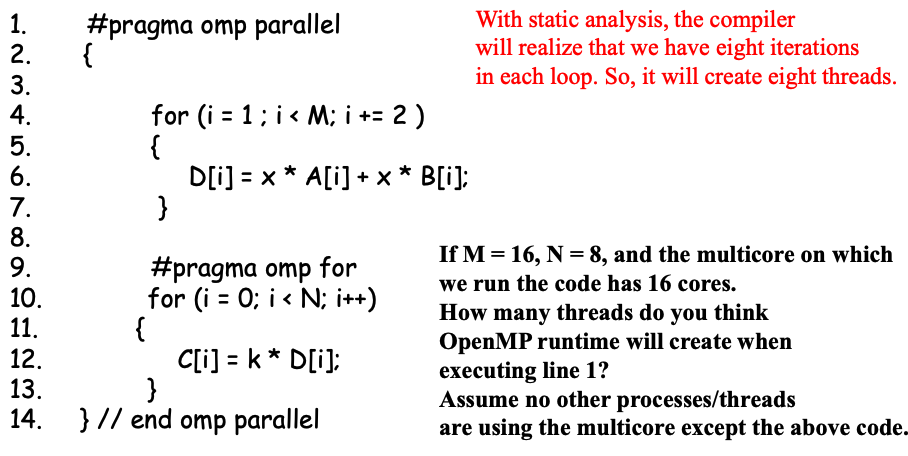 1. #pragma omp parallel
2. {
3.
4. for (i = 1 ; i < M; i += 2 )
5. {
6. D[i] = x * A[i] + x * B[i];
7. }
8.
9. #pragma omp for
10. for (i = 0; i < N; i++)
11. {
12. C[i] = k * D[i];
13. }
14. } // end omp parallel
With static analysis, the compiler
will realize that we have eight iterations
in each loop. So, it will create eight threads.
If M = 16, N = 8, and the multicore on which
we run the code has 16 cores.
How many threads do you think
OpenMP runtime will create when
executing line 1?
Assume no other processes/threads
are using the multicore except the above code.